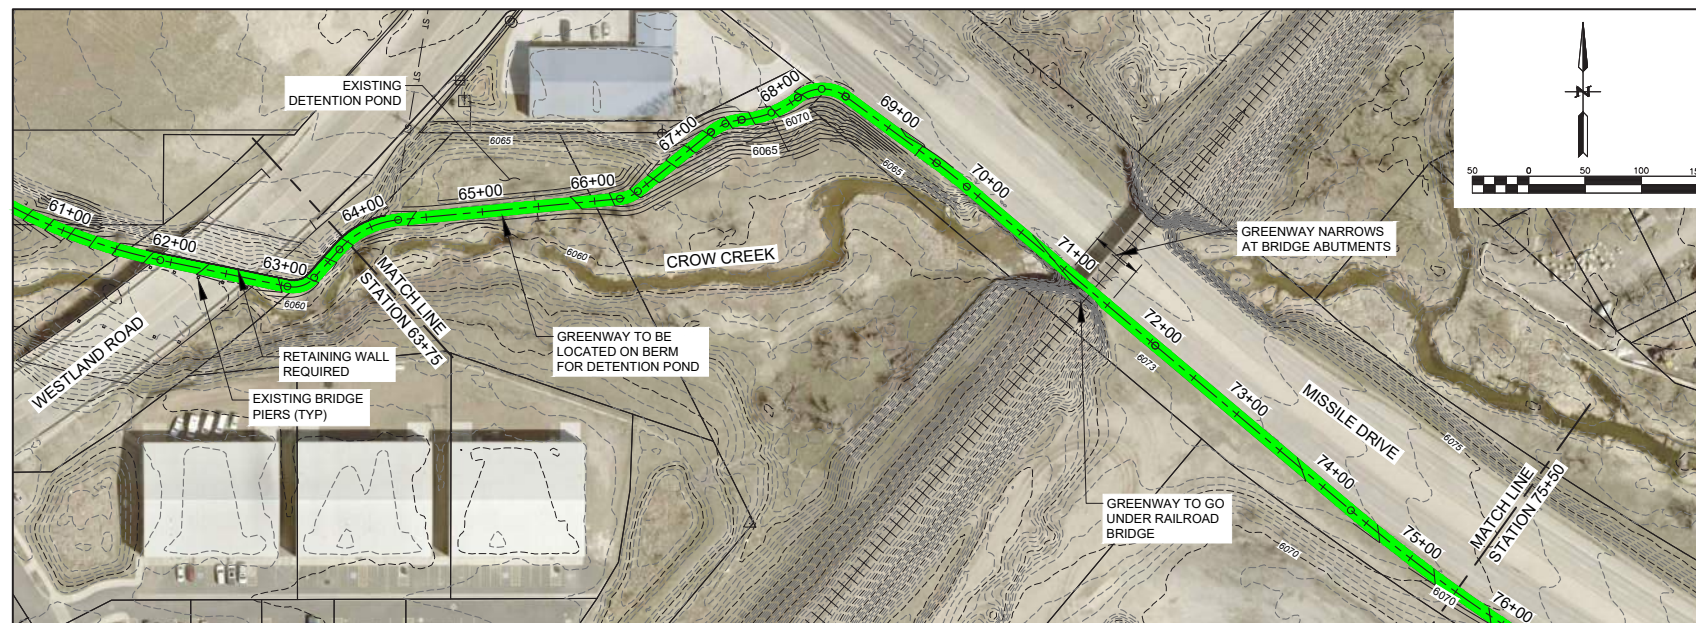 ST
ST
ST
EXISTING
DETENTION POND
68+00
67+00
69+00
6070
6065
6065
6065
66+00
65+00
64+00
70+00
61+00
62+00
63+00
6060
6060
CROW CREEK
71+00
GREENWAY NARROWS
AT BRIDGE ABUTMENTS
N
50 0 50 100
MATCH LINE
STATION 63+75
WESTLAND ROAD
RETAINING WALL
REQUIRED
EXISTING BRIDGE
PIERS (TYP)
GREENWAY TO BE
LOCATED ON BERM
FOR DETENTION POND
72+00
6073
73+00
MISSILE DRIVE
6075
74+00
GREENWAY TO GO
UNDER RAILROAD
BRIDGE
MATCH LINE
STATION 75+50
75+00
6070
6070
76+00